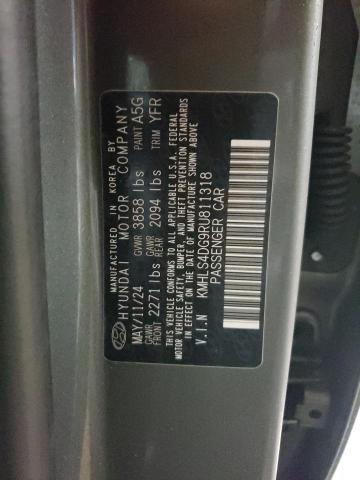 MANUFACTURED IN KOREA BY
HYUNDAI MOTOR COMPANY
MAY/11/24 GVWR 3858 lbs PAINT A5G
GAWR FRONT 2271 lbs GAWR REAR 2094 lbs TRIM YFR
THIS VEHICLE CONFORMS TO ALL APPLICABLE U.S.A. FEDERAL
MOTOR VEHICLE SAFETY, BUMPER, AND THEFT PREVENTION STANDARDS
IN EFFECT ON THE DATE OF MANUFACTURE SHOWN ABOVE
V.I.N KMHLS4DG9RU811318
PASSENGER CAR